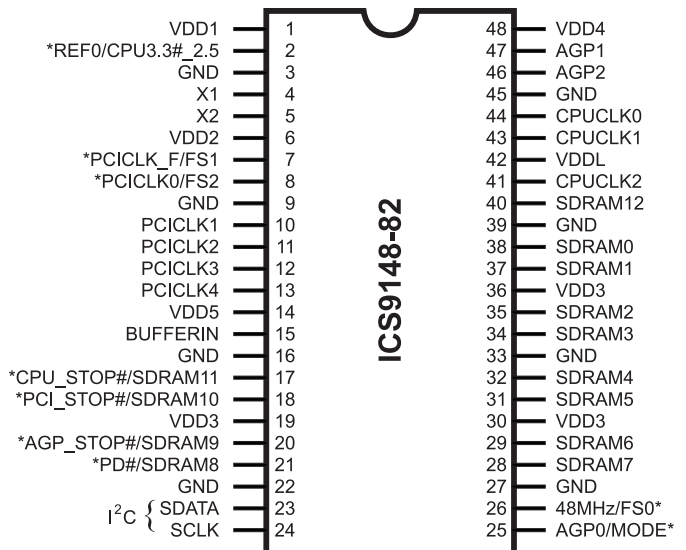 VDD1 1 48 VDD4
*REF0/CPU3.3#_2.5 2 47 AGP1
GND 3 46 AGP2
X1 4 45 GND
X2 5 44 CPUCLK0
VDD2 6 43 CPUCLK1
*PCICLK_F/FS1 7 42 VDDL
*PCICLK0/FS2 8 41 CPUCLK2
GND 9 40 SDRAM12
PCICLK1 10 39 GND
PCICLK2 11 38 SDRAM0
PCICLK3 12 37 SDRAM1
PCICLK4 13 36 VDD3
VDD5 14 35 SDRAM2
BUFFERIN 15 34 SDRAM3
GND 16 33 GND
*CPU_STOP#/SDRAM11 17 32 SDRAM4
*PCI_STOP#/SDRAM10 18 31 SDRAM5
VDD3 19 30 VDD3
*AGP_STOP#/SDRAM9 20 29 SDRAM6
*PD#/SDRAM8 21 28 SDRAM7
GND 22 27 GND
I²C { SDATA 23 26 48MHz/FS0*
SCLK 24 25 AGP0/MODE*
ICS9148-82